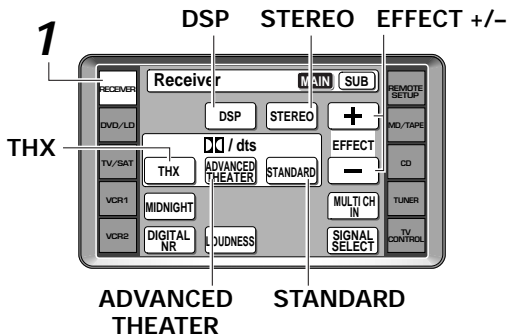 DSP STEREO EFFECT +/–
1
RECEIVER
Receiver MAIN SUB
REMOTE SETUP
DVD/LD
DSP STEREO +
MD/TAPE
THX
DD / dts
EFFECT
TV/SAT
THX ADVANCED THEATER STANDARD –
CD
VCR1
MIDNIGHT
MULTI CH IN
TUNER
VCR2
DIGITAL NR
LOUDNESS
SIGNAL SELECT
TV CONTROL
ADVANCED THEATER
STANDARD